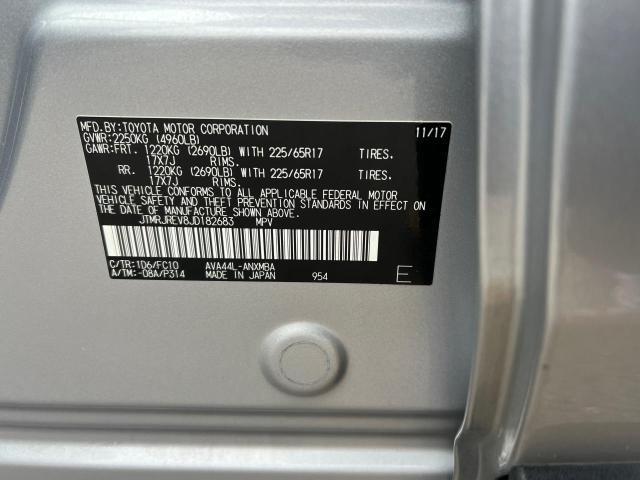 MFD.BY:TOYOTA MOTOR CORPORATION 11/17
GVWR:2250KG (4960LB)
GAWR:FRT. 1220KG (2690LB) WITH 225/65R17 TIRES.
17X7J RIMS.
RR. 1220KG (2690LB) WITH 225/65R17 TIRES.
17X7J RIMS.
THIS VEHICLE CONFORMS TO ALL APPLICABLE FEDERAL MOTOR
VEHICLE SAFETY AND THEFT PREVENTION STANDARDS IN EFFECT ON
THE DATE OF MANUFACTURE SHOWN ABOVE.
JTMRJREV8JD182683 MPV
C/TR:1D6/FC10 AVA44L-ANXMBA
A/TM:-08A/P314 MADE IN JAPAN 954 E